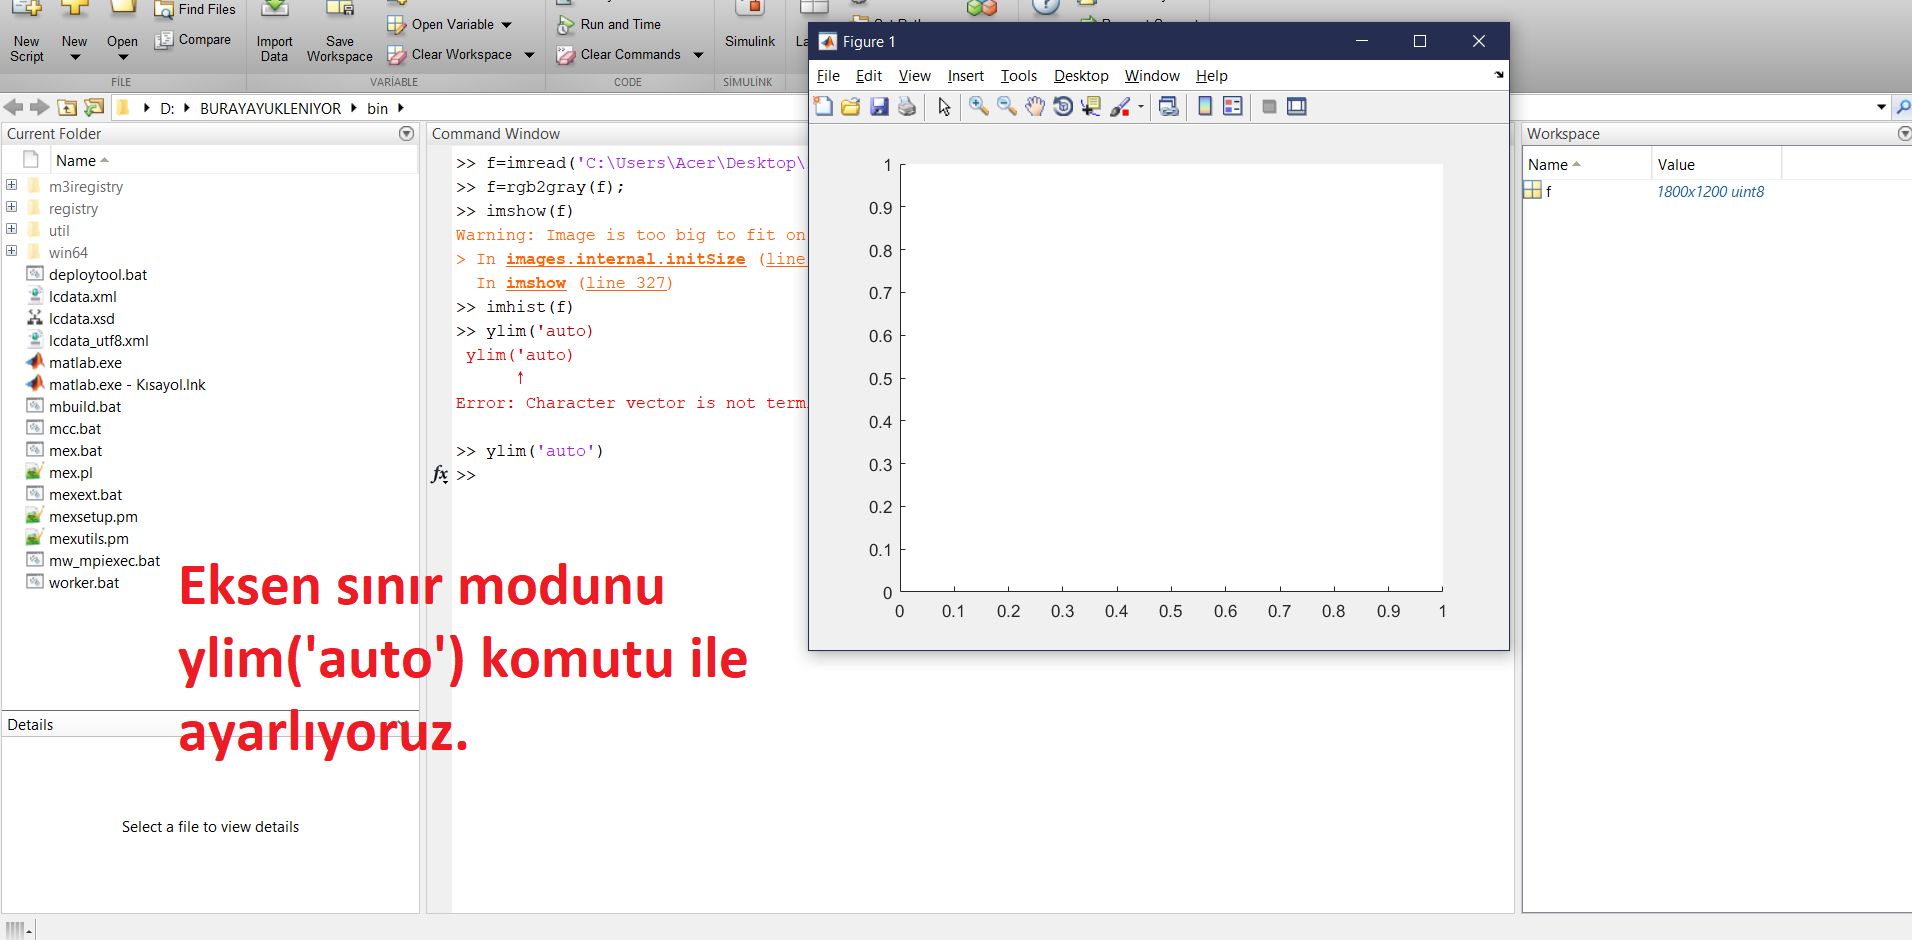 Find Files
Open Variable
Run and Time
New Script
New
Open
Compare
Import Data
Save Workspace
Clear Workspace
Clear Commands
Simulink
FİLE
VARIABLE
CODE
SİMULİNK
D:
BURAYAYUKLENIYOR
bin
Current Folder
Name
m3iregistry
registry
util
win64
deploytool.bat
lcdata.xml
lcdata.xsd
lcdata_utf8.xml
matlab.exe
matlab.exe - Kısayol.lnk
mbuild.bat
mcc.bat
mex.bat
mex.pl
mexext.bat
mexsetup.pm
mexutils.pm
mw_mpiexec.bat
worker.bat
Details
Select a file to view details
Command Window
>> f=imread('C:\Users\Acer\Desktop\
>> f=rgb2gray(f);
>> imshow(f)
Warning: Image is too big to fit on
> In images.internal.initSize (line
In imshow (line 327)
>> imhist(f)
>> ylim('auto)
ylim('auto)
↑
Error: Character vector is not term
>> ylim('auto')
fx >>
Eksen sınır modunu
ylim('auto') komutu ile
ayarlıyoruz.
Figure 1
File Edit View Insert Tools Desktop Window Help
1
0.9
0.8
0.7
0.6
0.5
0.4
0.3
0.2
0.1
0
0 0.1 0.2 0.3 0.4 0.5 0.6 0.7 0.8 0.9 1
Workspace
Name Value
f 1800x1200 uint8